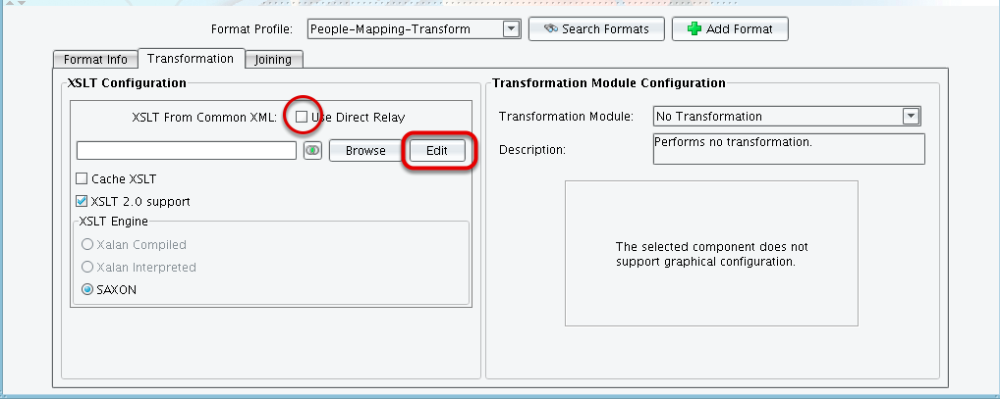 Format Profile: People-Mapping-Transform Search Formats Add Format
Format Info Transformation Joining
XSLT Configuration
XSLT From Common XML: Use Direct Relay
Browse Edit
Cache XSLT
XSLT 2.0 support
XSLT Engine
Xalan Compiled
Xalan Interpreted
SAXON
Transformation Module Configuration
Transformation Module: No Transformation
Description: Performs no transformation.
The selected component does not
support graphical configuration.